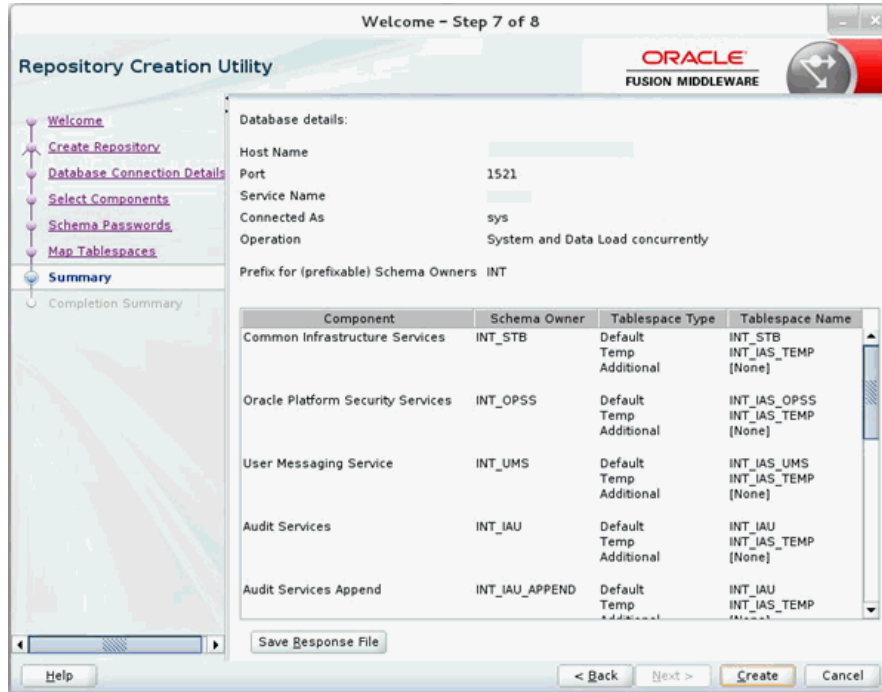 Welcome – Step 7 of 8
Repository Creation Utility
ORACLE
FUSION MIDDLEWARE
Welcome
Create Repository
Database Connection Details
Select Components
Schema Passwords
Map Tablespaces
Summary
Completion Summary
Database details:
Host Name
Port 1521
Service Name
Connected As sys
Operation System and Data Load concurrently
Prefix for (prefixable) Schema Owners INT
Component Schema Owner Tablespace Type Tablespace Name
Common Infrastructure Services INT_STB Default INT_STB
Temp INT_IAS_TEMP
Additional [None]
Oracle Platform Security Services INT_OPSS Default INT_IAS_OPSS
Temp INT_IAS_TEMP
Additional [None]
User Messaging Service INT_UMS Default INT_IAS_UMS
Temp INT_IAS_TEMP
Additional [None]
Audit Services INT_IAU Default INT_IAU
Temp INT_IAS_TEMP
Additional [None]
Audit Services Append INT_IAU_APPEND Default INT_IAU
Temp INT_IAS_TEMP
Save Response File
Help
< Back
Next >
Create
Cancel